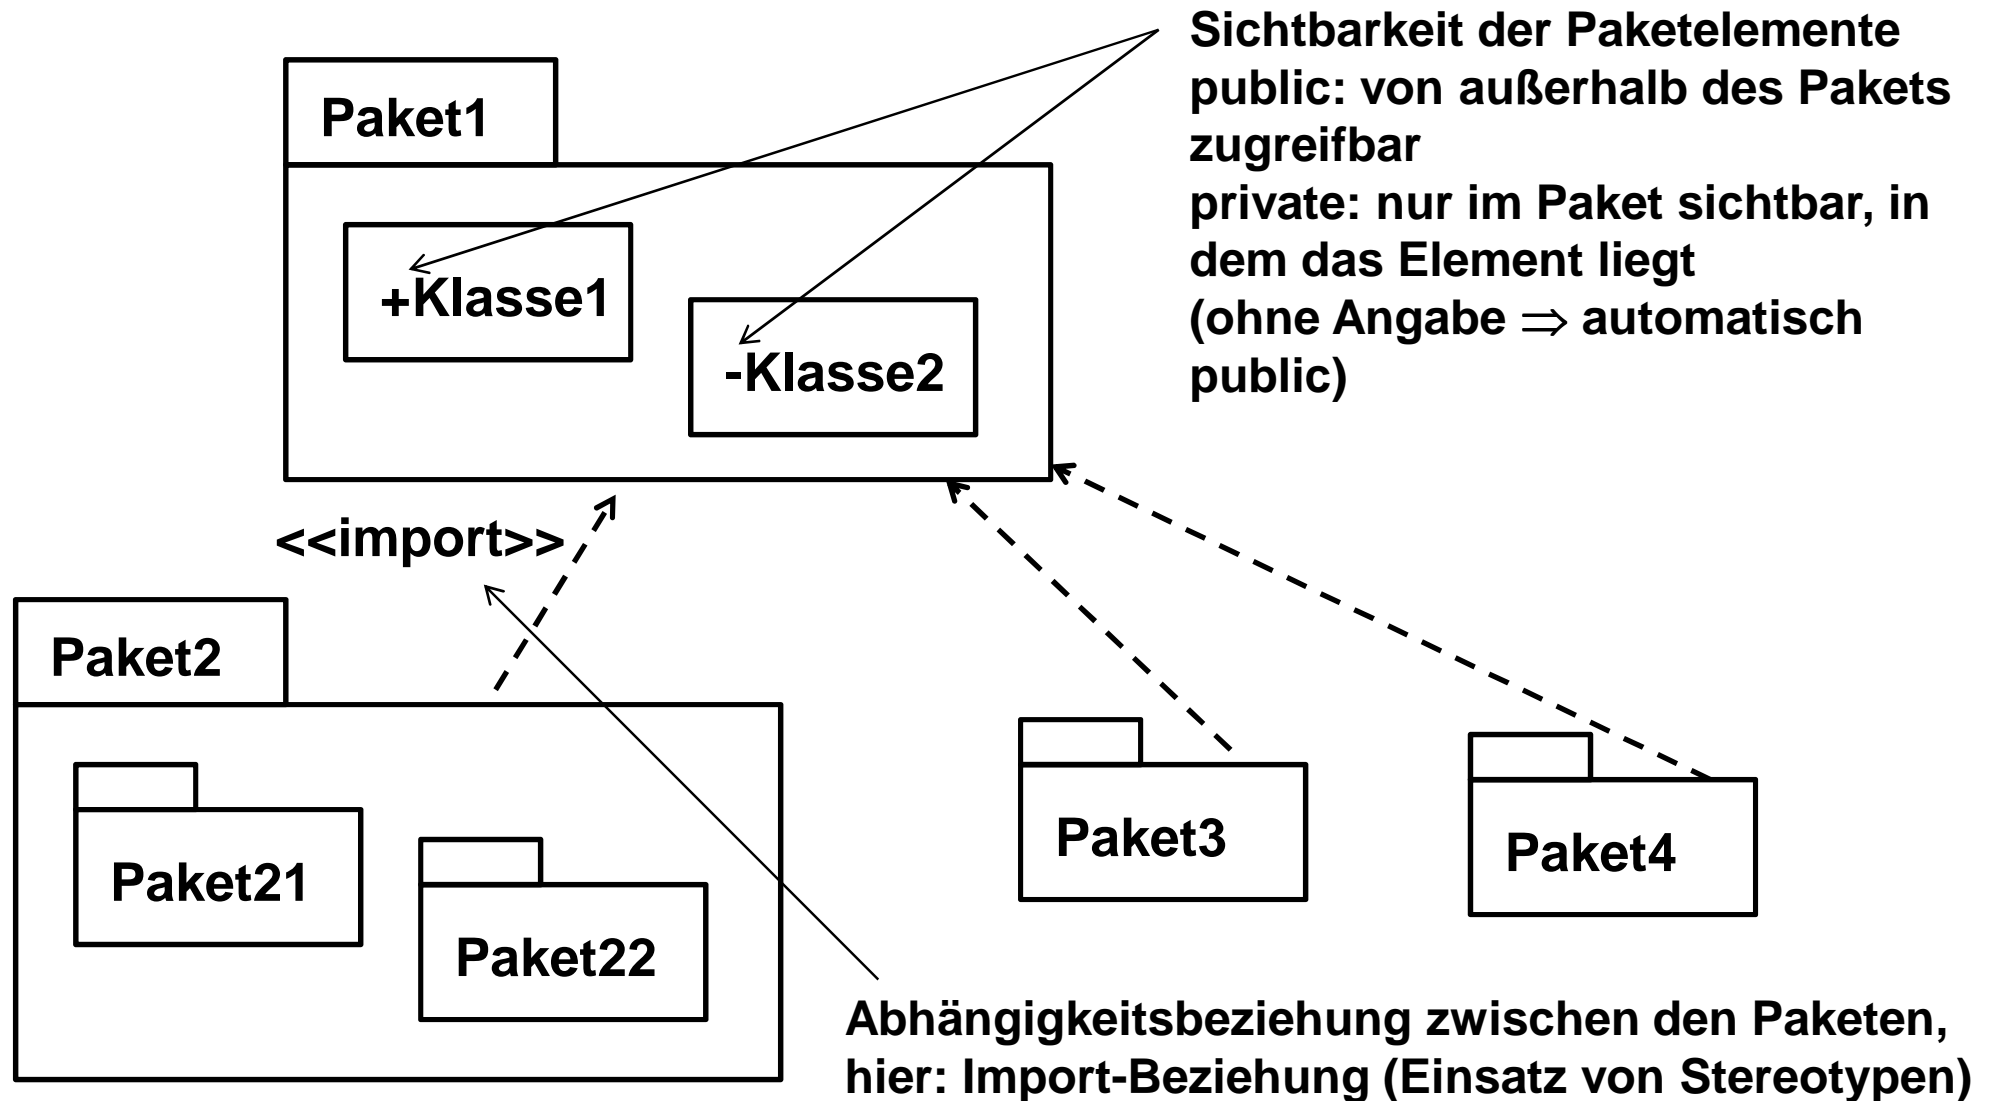 Sichtbarkeit der Paketelemente
public: von außerhalb des Pakets
zugreifbar
private: nur im Paket sichtbar, in
dem das Element liegt
(ohne Angabe ⇒ automatisch
public)
Paket1
+Klasse1
-Klasse2
<<import>>
Paket2
Paket21
Paket22
Paket3
Paket4
Abhängigkeitsbeziehung zwischen den Paketen,
hier: Import-Beziehung (Einsatz von Stereotypen)